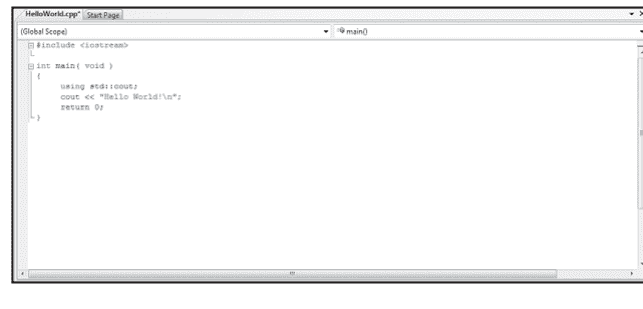 HelloWorld.cpp* Start Page
(Global Scope) main()
#include <iostream>
int main( void )
{
using std::cout;
cout << "Hello World!\n";
return 0;
}